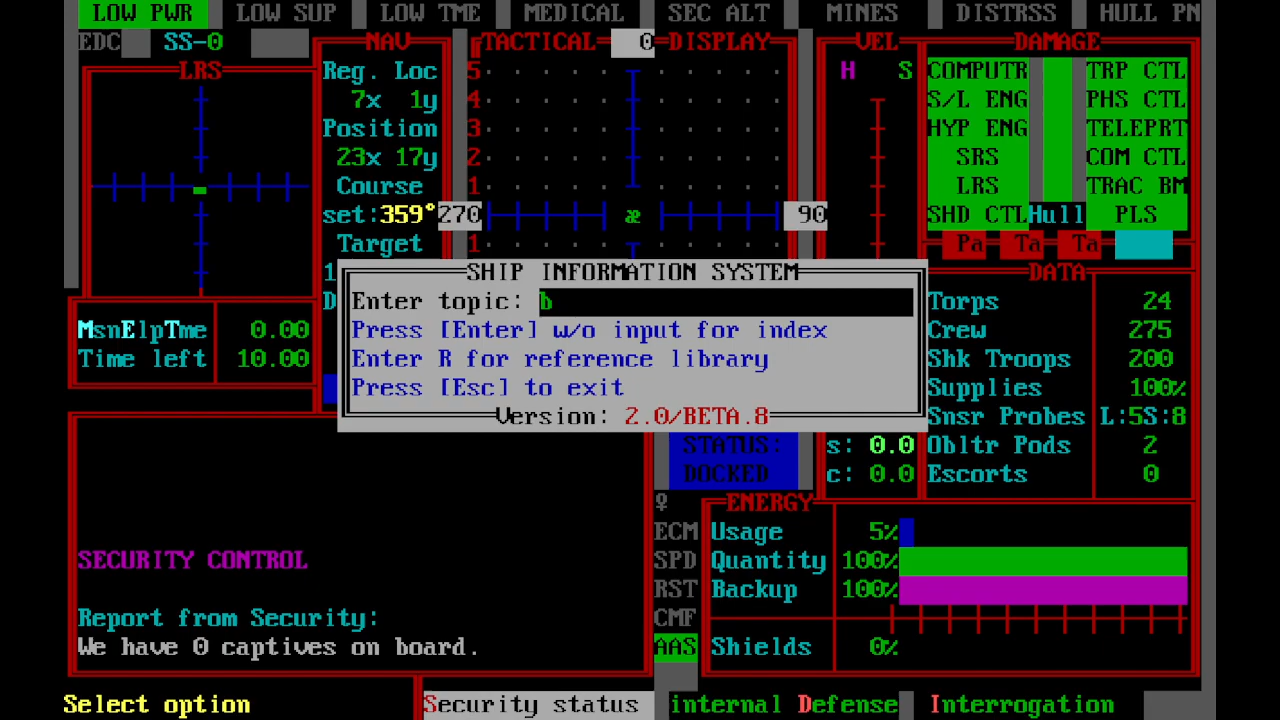 LOW PWR LOW SUP LOW TME MEDICAL SEC ALT MINES DISTRSS HULL PN
EDC SS-0 NAV TACTICAL 0 DISPLAY VEL DAMAGE
LRS Reg. Loc 5 H S COMPUTR TRP CTL
7x 1y 4 S/L ENG PHS CTL
Position 3 HYP ENG TELEPRT
23x 17y 2 SRS COM CTL
Course 1 LRS TRAC BM
set:359° 270 æ 90 SHD CTL Hull PLS
Target 1 Pa Ta Ta
1 SHIP INFORMATION SYSTEM DATA
D Enter topic: b Torps 24
MsnElpTme 0.00 Press [Enter] w/o input for index Crew 275
Time left 10.00 Enter R for reference library Shk Troops 200
Press [Esc] to exit Supplies 100%
Version: 2.0/BETA.8 Snsr Probes L:5S:8
STATUS: s: 0.0 Obltr Pods 2
DOCKED c: 0.0 Escorts 0
♀ ENERGY
ECM Usage 5%
SECURITY CONTROL SPD Quantity 100%
RST Backup 100%
Report from Security: CMF
We have 0 captives on board. AAS Shields 0%
Select option Security status internal Defense Interrogation